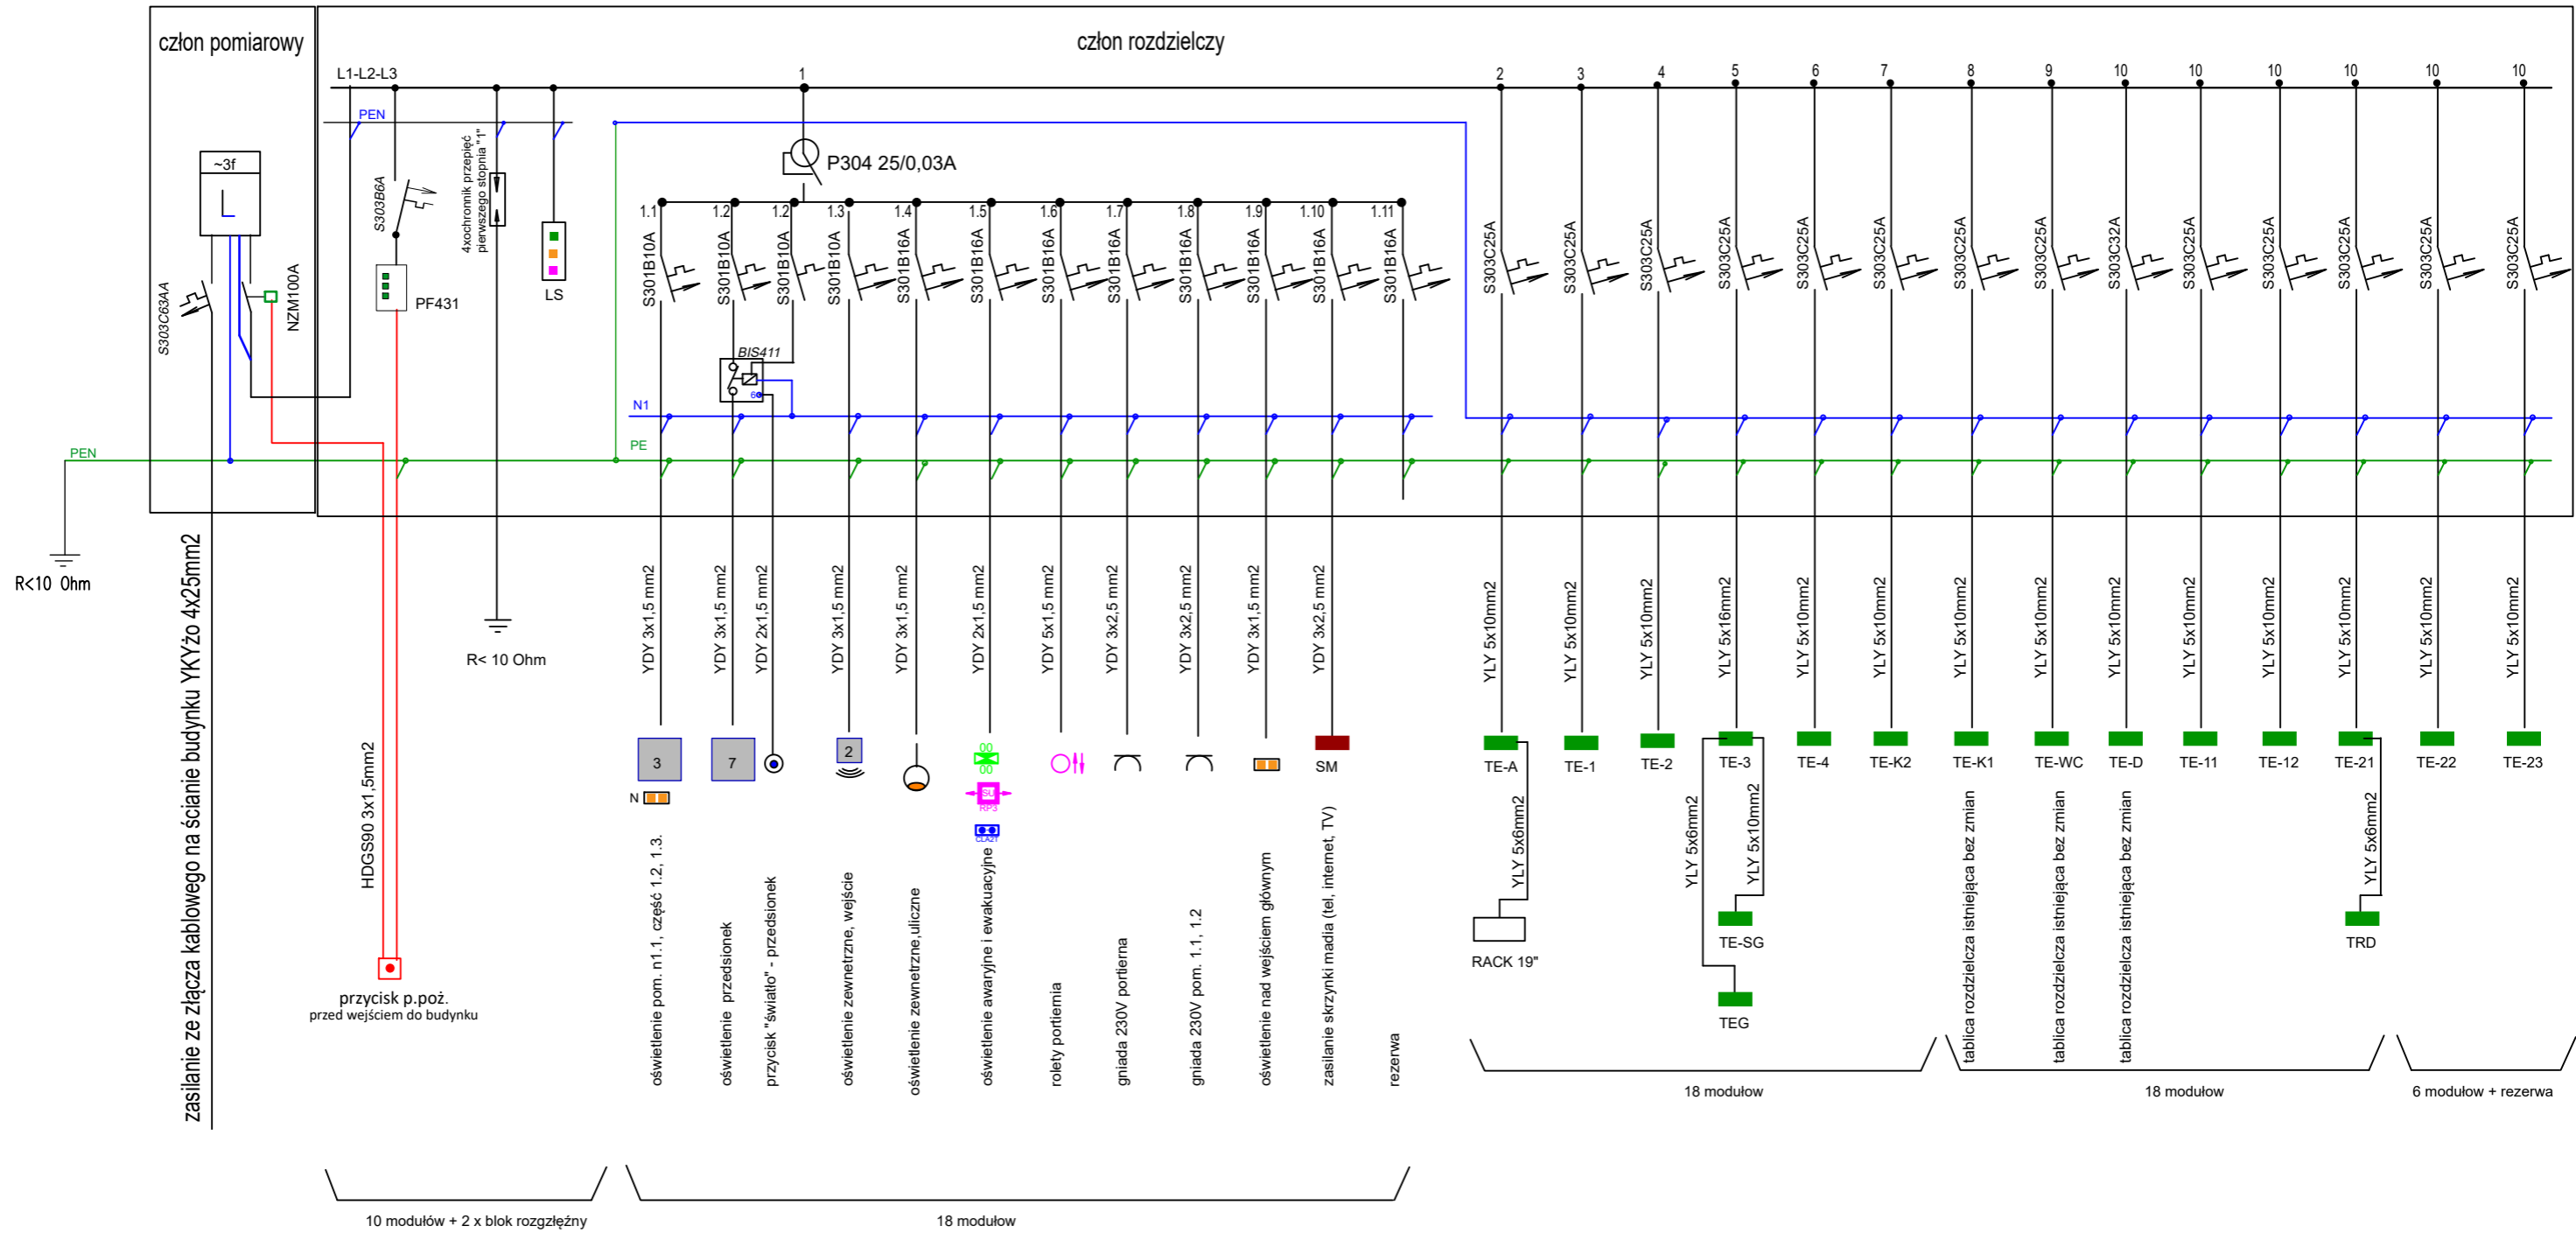 człon pomiarowy
człon rozdzielczy
L1-L2-L3
1
2
3
4
5
6
7
8
9
10
10
10
10
10
10
PEN
~3f
S303B6A
4xochronnik przepięć
pierwszego stopnia "1"
P304 25/0,03A
1.1
1.2
1.2
1.3
1.4
1.5
1.6
1.7
1.8
1.9
1.10
1.11
S301B10A
S301B10A
S301B10A
S301B10A
S301B16A
S301B16A
S301B16A
S301B16A
S301B16A
S301B16A
S301B16A
S301B16A
S303C25A
S303C25A
S303C25A
S303C25A
S303C25A
S303C25A
S303C25A
S303C25A
S303C32A
S303C25A
S303C25A
S303C25A
S303C25A
S303C25A
S303C63AA
NZM100A
PF431
LS
BIS411
6
N1
PE
PEN
R<10 Ohm
R< 10 Ohm
zasilanie ze złącza kablowego na ścianie budynku YKYżo 4x25mm2
HDGS90 3x1,5mm2
YDY 3x1,5 mm2
YDY 3x1,5 mm2
YDY 2x1,5 mm2
YDY 3x1,5 mm2
YDY 3x1,5 mm2
YDY 2x1,5 mm2
YDY 5x1,5 mm2
YDY 3x2,5 mm2
YDY 3x2,5 mm2
YDY 3x1,5 mm2
YDY 3x2,5 mm2
YLY 5x10mm2
YLY 5x10mm2
YLY 5x10mm2
YLY 5x16mm2
YLY 5x10mm2
YLY 5x10mm2
YLY 5x10mm2
YLY 5x10mm2
YLY 5x10mm2
YLY 5x10mm2
YLY 5x10mm2
YLY 5x10mm2
YLY 5x10mm2
YLY 5x10mm2
3
7
2
00
00
SU
RP3
CLA21
N
SM
TE-A
TE-1
TE-2
TE-3
TE-4
TE-K2
TE-K1
TE-WC
TE-D
TE-11
TE-12
TE-21
TE-22
TE-23
YLY 5x6mm2
YLY 5x6mm2
YLY 5x10mm2
YLY 5x6mm2
RACK 19"
TE-SG
TEG
TRD
przycisk p.poż.
przed wejściem do budynku
oświetlenie pom. n1.1, część 1.2, 1.3.
oświetlenie przedsionek
przycisk "światło" - przedsionek
oświetlenie zewnetrzne, wejście
oświetlenie zewnetrzne,uliczne
oświetlenie awaryjne i ewakuacyjne
rolety portiernia
gniada 230V portierna
gniada 230V pom. 1.1, 1.2
oświetlenie nad wejściem głównym
zasilanie skrzynki madia (tel, internet, TV)
rezerwa
tablica rozdzielcza istniejąca bez zmian
tablica rozdzielcza istniejąca bez zmian
tablica rozdzielcza istniejąca bez zmian
18 modułow
18 modułow
6 modułow + rezerwa
10 modułów + 2 x blok rozgzłęźny
18 modułow